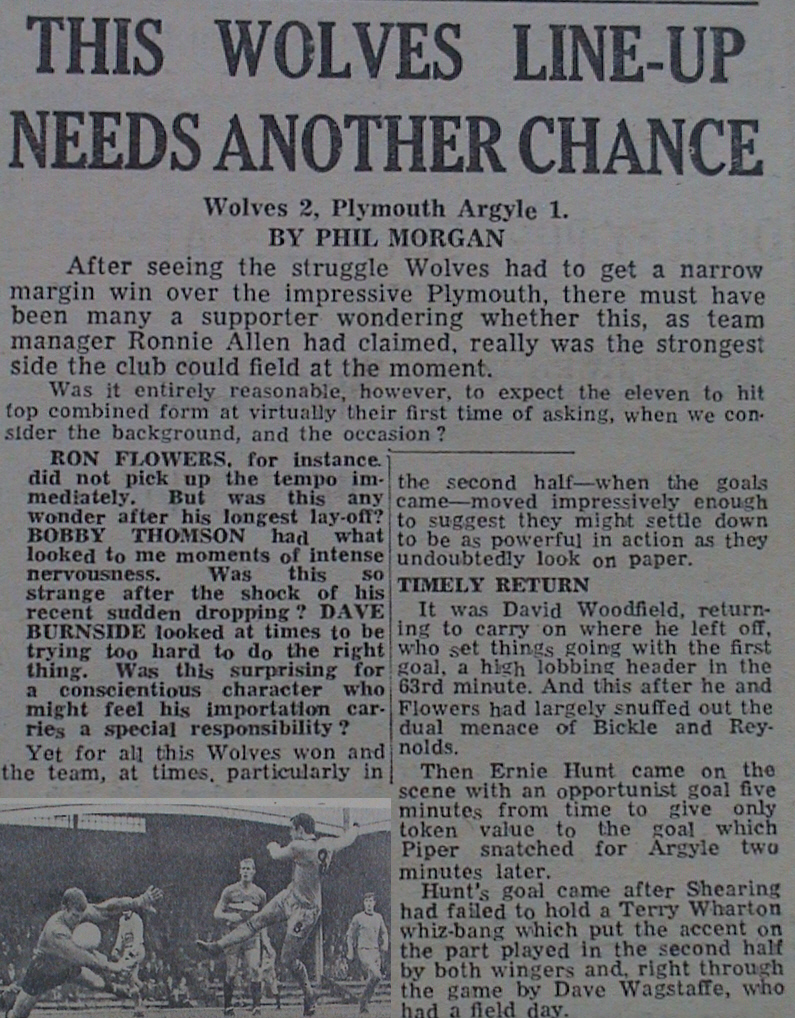 THIS WOLVES LINE-UP
NEEDS ANOTHER CHANCE
Wolves 2, Plymouth Argyle 1.
BY PHIL MORGAN
After seeing the struggle Wolves had to get a narrow
margin win over the impressive Plymouth, there must have
been many a supporter wondering whether this, as team
manager Ronnie Allen had claimed, really was the strongest
side the club could field at the moment.
Was it entirely reasonable, however, to expect the eleven to hit
top combined form at virtually their first time of asking, when we con-
sider the background, and the occasion?
RON FLOWERS, for instance,
did not pick up the tempo im-
mediately. But was this any
wonder after his longest lay-off?
BOBBY THOMSON had what
looked to me moments of intense
nervousness. Was this so
strange after the shock of his
recent sudden dropping? DAVE
BURNSIDE looked at times to be
trying too hard to do the right
thing. Was this surprising for
a conscientious character who
might feel his importation car-
ries a special responsibility?
Yet for all this Wolves won and
the team, at times, particularly in
the second half—when the goals
came—moved impressively enough
to suggest they might settle down
to be as powerful in action as they
undoubtedly look on paper.
TIMELY RETURN
It was David Woodfield, return-
ing to carry on where he left off,
who set things going with the first
goal, a high lobbing header in the
63rd minute. And this after he and
Flowers had largely snuffed out the
dual menace of Bickle and Rey-
nolds.
Then Ernie Hunt came on the
scene with an opportunist goal five
minutes from time to give only
token value to the goal which
Piper snatched for Argyle two
minutes later.
Hunt's goal came after Shearing
had failed to hold a Terry Wharton
whiz-bang which put the accent on
the part played in the second half
by both wingers and, right through
the game by Dave Wagstaffe, who
had a field day.
8